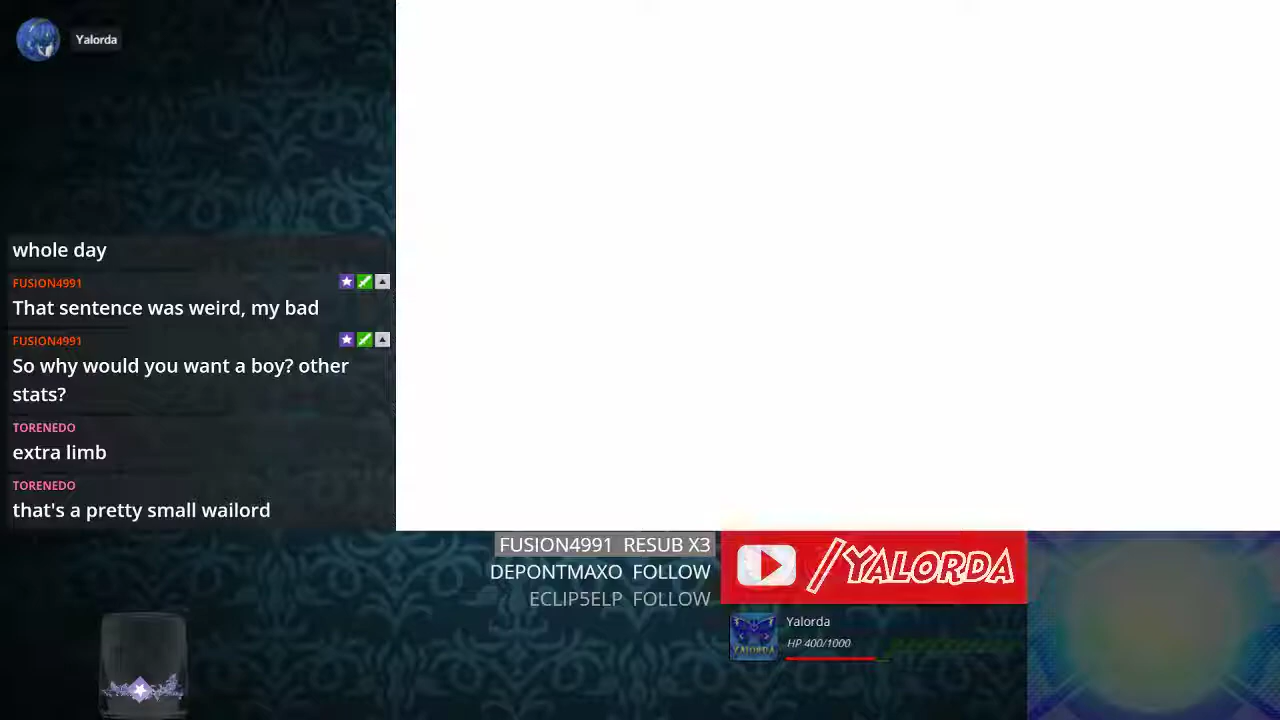 Yalorda
whole day
FUSION4991
That sentence was weird, my bad
FUSION4991
So why would you want a boy? other
stats?
TORENEDO
extra limb
TORENEDO
that's a pretty small wailord
FUSION4991 RESUB X3
DEPONTMAXO FOLLOW
ECLIP5ELP FOLLOW
/YALORDA
YALORDA
Yalorda
HP 400/1000